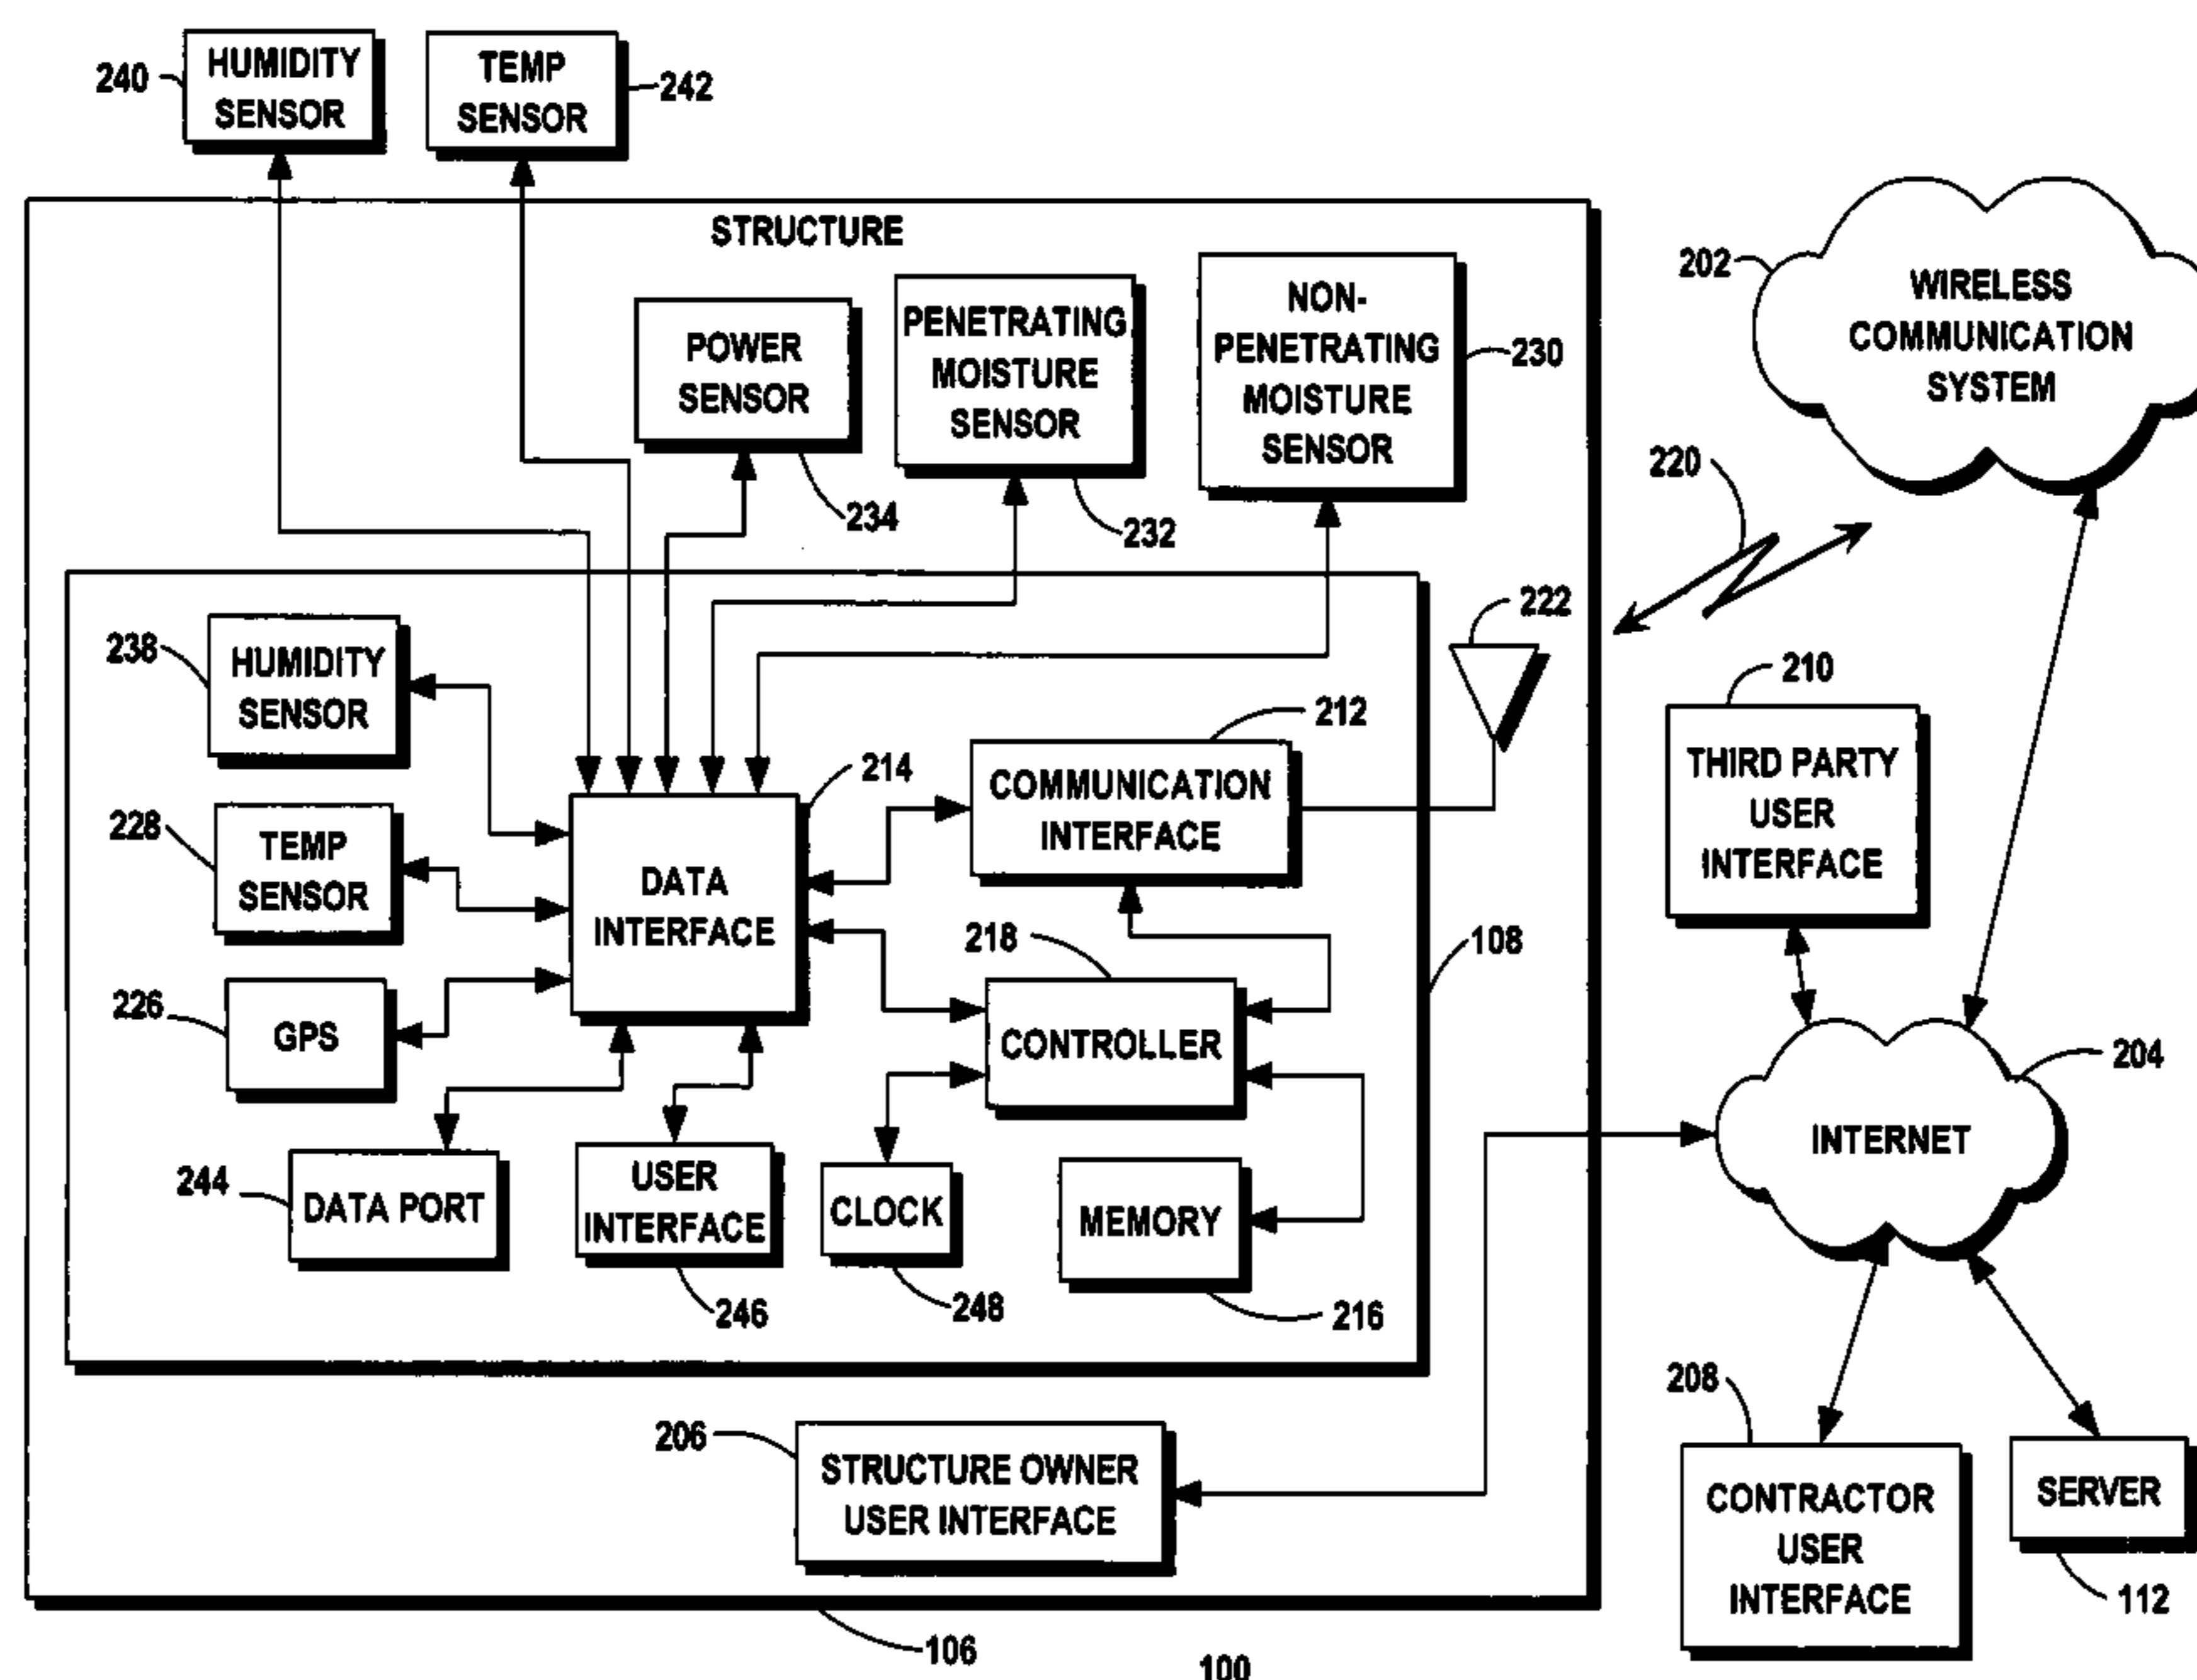 240
HUMIDITY
SENSOR
TEMP
SENSOR
242
STRUCTURE
POWER
SENSOR
234
PENETRATING
MOISTURE
SENSOR
232
NON-
PENETRATING
MOISTURE
SENSOR
230
202
WIRELESS
COMMUNICATION
SYSTEM
220
222
238
HUMIDITY
SENSOR
228
TEMP
SENSOR
226
GPS
214
DATA
INTERFACE
212
COMMUNICATION
INTERFACE
218
CONTROLLER
108
244
DATA PORT
USER
INTERFACE
246
CLOCK
248
MEMORY
216
210
THIRD PARTY
USER
INTERFACE
204
INTERNET
206
STRUCTURE OWNER
USER INTERFACE
208
CONTRACTOR
USER
INTERFACE
SERVER
112
106
100